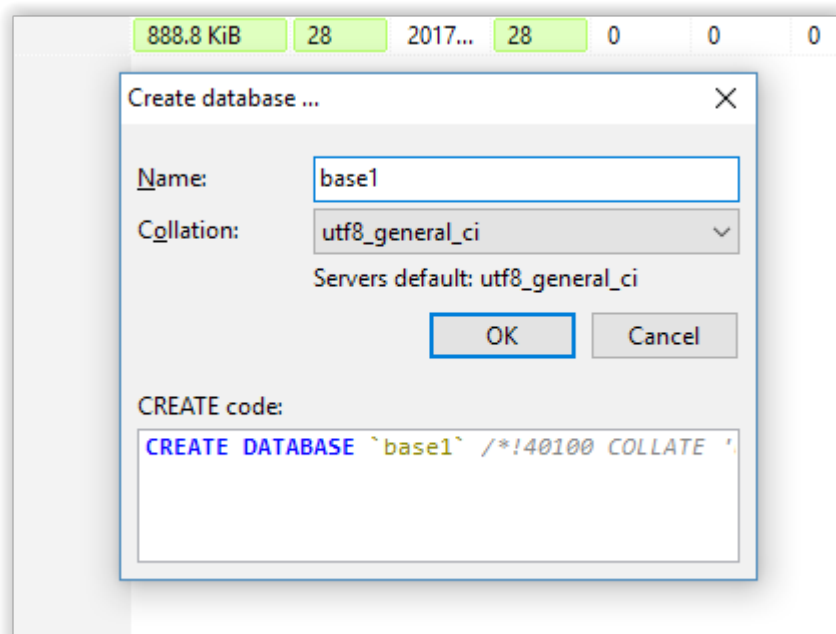 888.8 KiB 28 2017... 28 0 0 0
Create database ...
Name: base1
Collation: utf8_general_ci
Servers default: utf8_general_ci
OK Cancel
CREATE code:
CREATE DATABASE `base1` /*!40100 COLLATE '